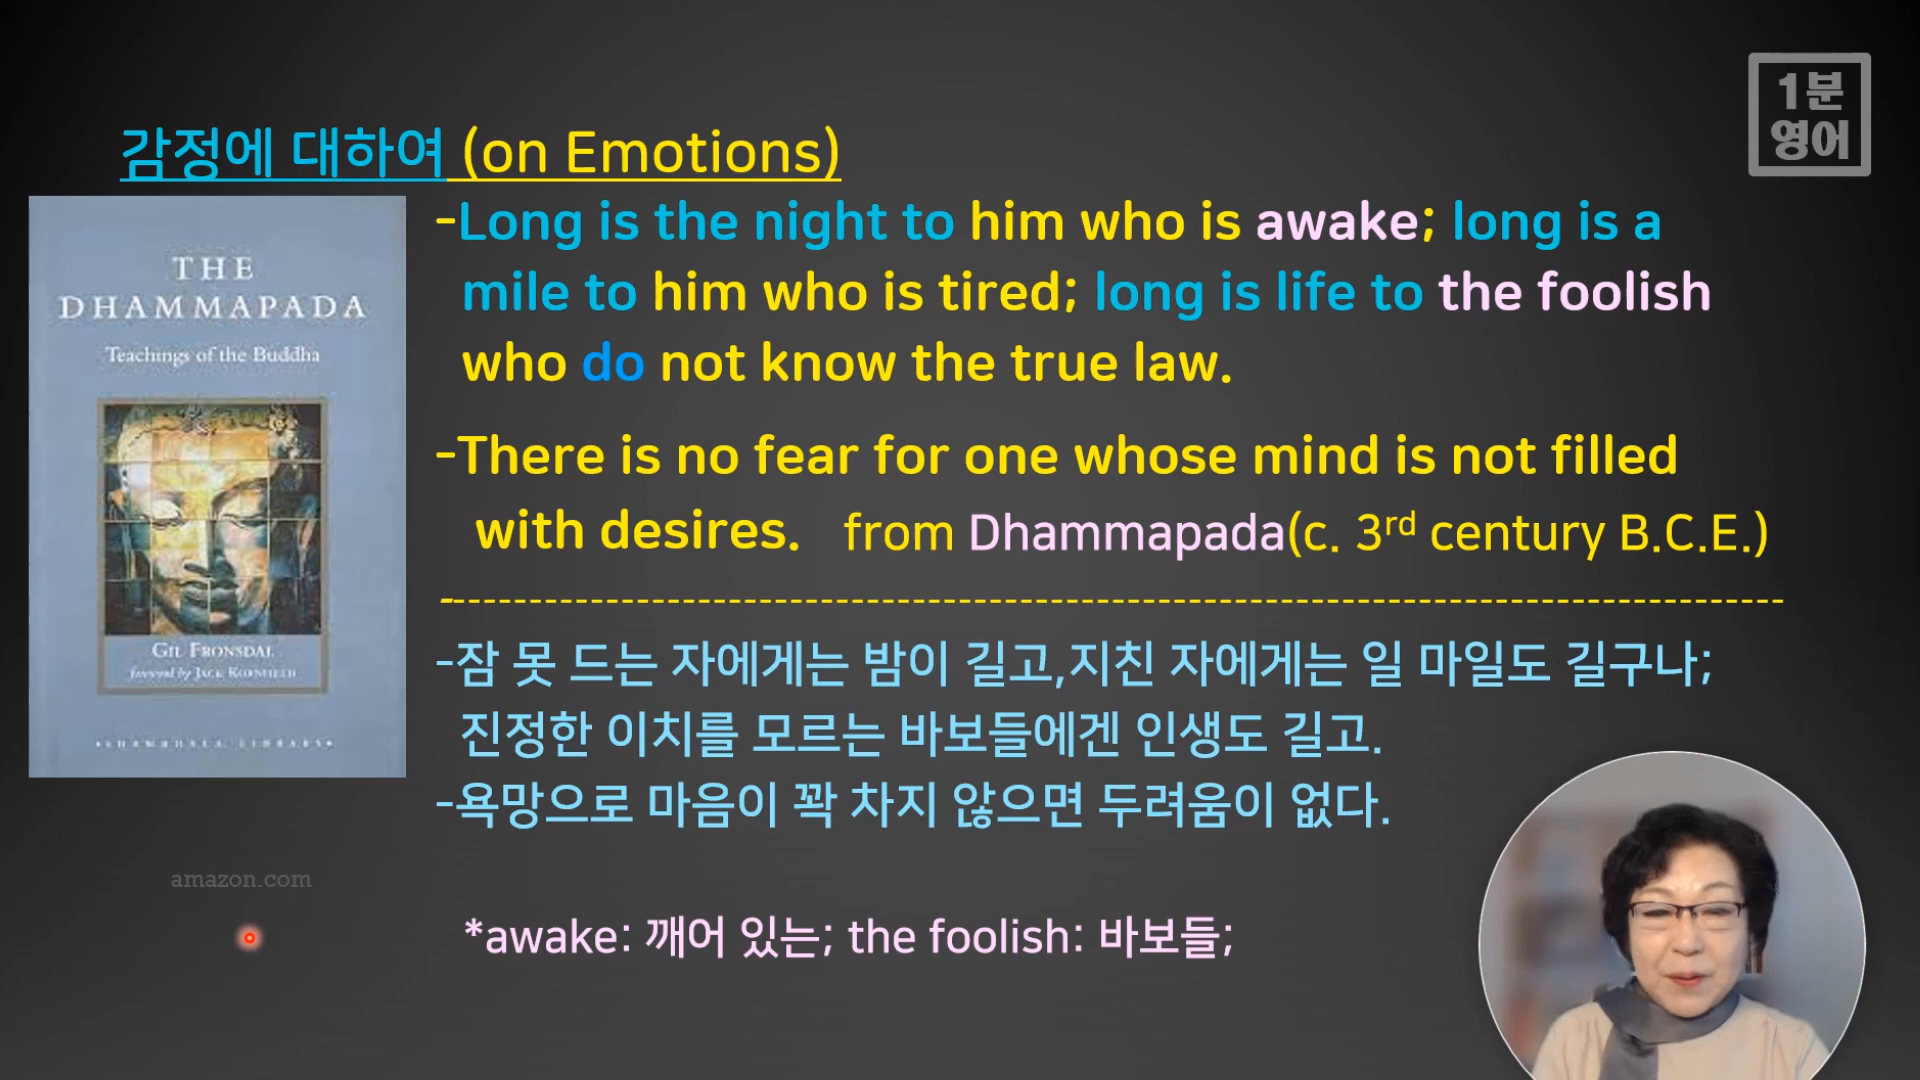 1분
영어
감정에 대하여 (on Emotions)
THE
DHAMMAPADA
Teachings of the Buddha
GIL FRONSDAL
foreword by JACK KORNFIELD
•SHAMBHALA LIBRARY•
-Long is the night to him who is awake; long is a
mile to him who is tired; long is life to the foolish
who do not know the true law.
-There is no fear for one whose mind is not filled
with desires. from Dhammapada(c. 3rd century B.C.E.)
-잠 못 드는 자에게는 밤이 길고,지친 자에게는 일 마일도 길구나;
진정한 이치를 모르는 바보들에겐 인생도 길고.
-욕망으로 마음이 꽉 차지 않으면 두려움이 없다.
amazon.com
*awake: 깨어 있는; the foolish: 바보들;